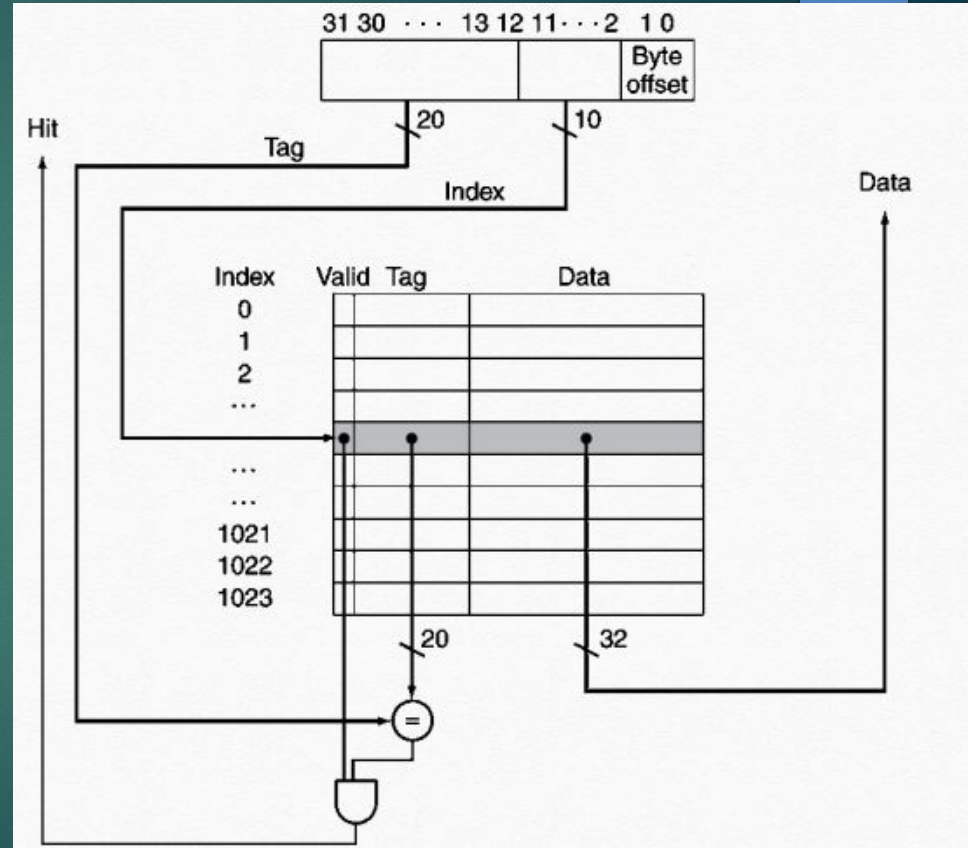 31 30 ··· 13 12 11···2 1 0
Byte
offset
20
10
Hit
Tag
Index
Data
Index Valid Tag Data
0
1
2
...
...
...
1021
1022
1023
20
32
=